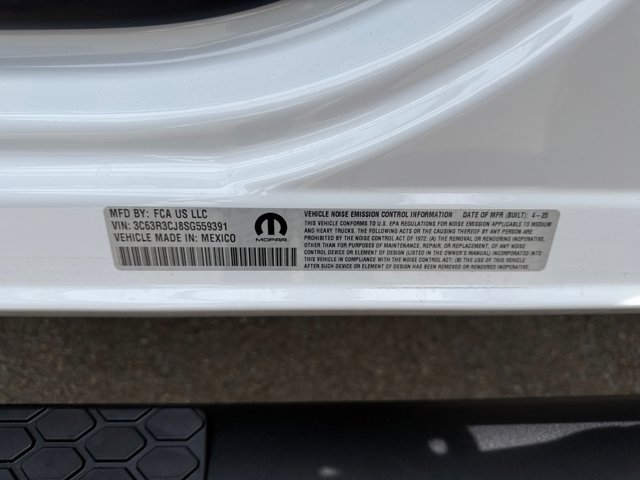 MFD BY: FCA US LLC
VIN: 3C63R3CJ8SG559391
VEHICLE MADE IN: MEXICO
MOPAR
VEHICLE NOISE EMISSION CONTROL INFORMATION DATE OF MFR (BUILT): 4-25
THIS VEHICLE CONFORMS TO U.S. EPA REGULATIONS FOR NOISE EMISSION APPLICABLE TO MEDIUM
AND HEAVY TRUCKS. THE FOLLOWING ACTS OR THE CAUSING THEREOF BY ANY PERSON ARE
PROHIBITED BY THE NOISE CONTROL ACT OF 1972: (A) THE REMOVAL OR RENDERING INOPERATIVE,
OTHER THAN FOR PURPOSES OF MAINTENANCE, REPAIR, OR REPLACEMENT, OF ANY NOISE
CONTROL DEVICE OR ELEMENT OF DESIGN (LISTED IN THE OWNER'S MANUAL) INCORPORATED INTO
THIS VEHICLE IN COMPLIANCE WITH THE NOISE CONTROL ACT; (B) THE USE OF THIS VEHICLE
AFTER SUCH DEVICE OR ELEMENT OF DESIGN HAS BEEN REMOVED OR RENDERED INOPERATIVE.